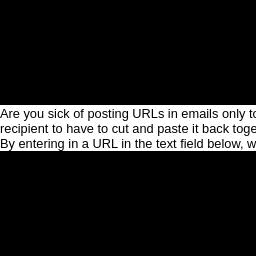 Are you sick of posting URLs in emails only to
recipient to have to cut and paste it back toge
By entering in a URL in the text field below, w